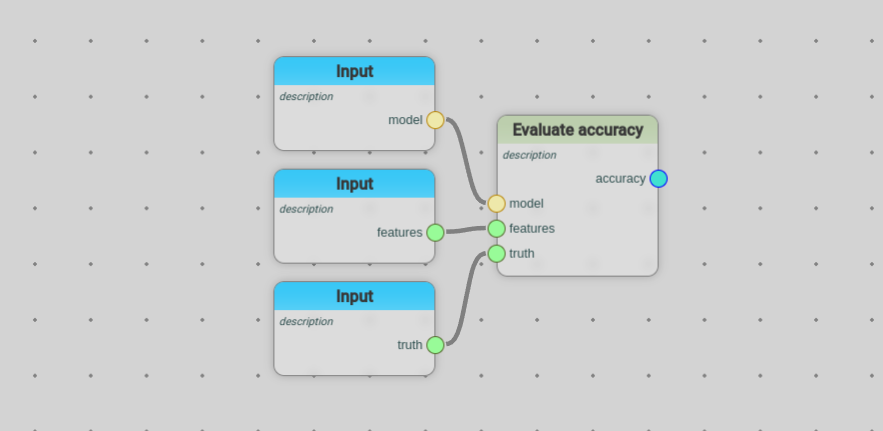 Input
description
model
Input
description
features
Input
description
truth
Evaluate accuracy
description
accuracy
model
features
truth